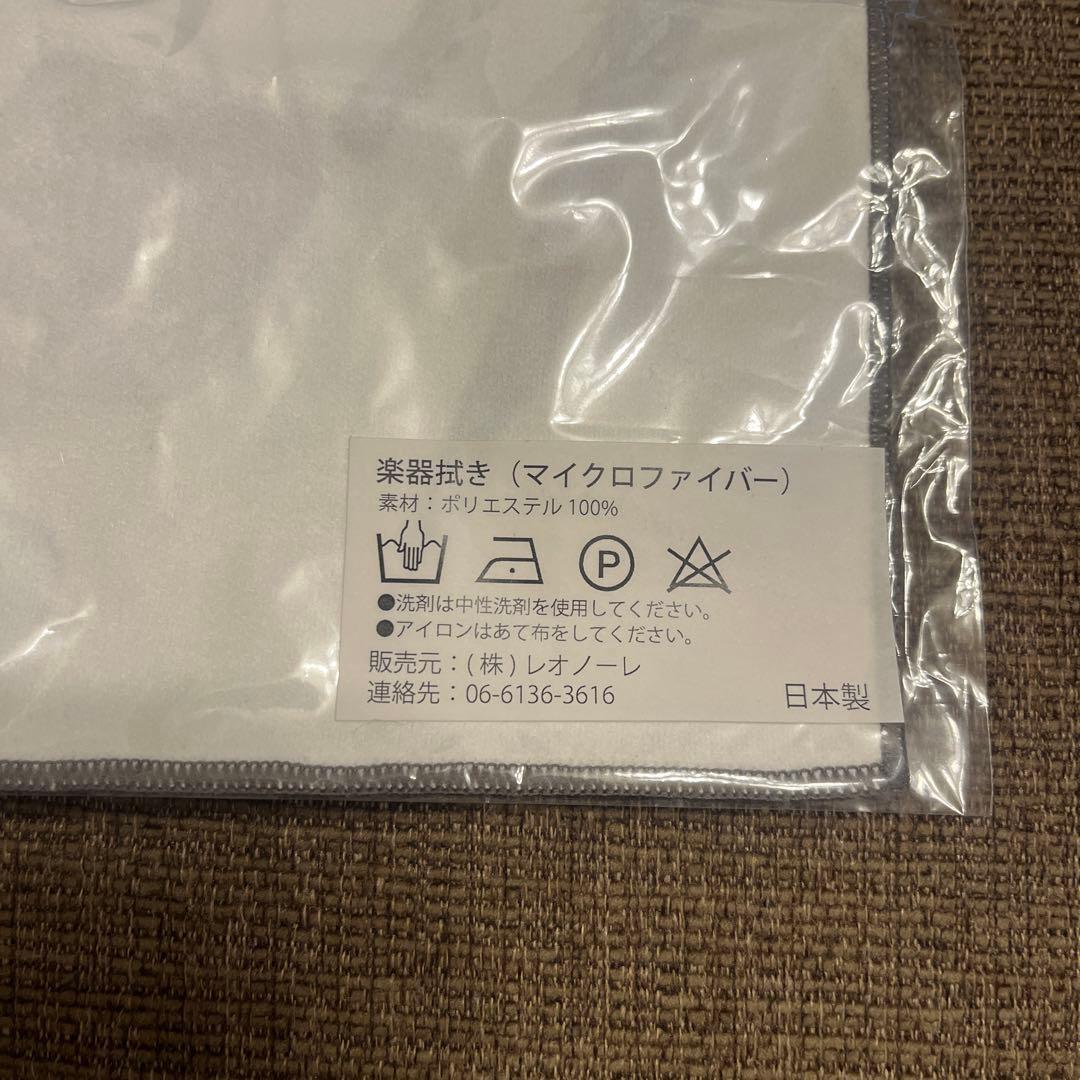 楽器拭き（マイクロファイバー）
素材：ポリエステル 100%
P
●洗剤は中性洗剤を使用してください。
●アイロンはあて布をしてください。
販売元：( 株 ) レオノーレ
連絡先：06-6136-3616
日本製